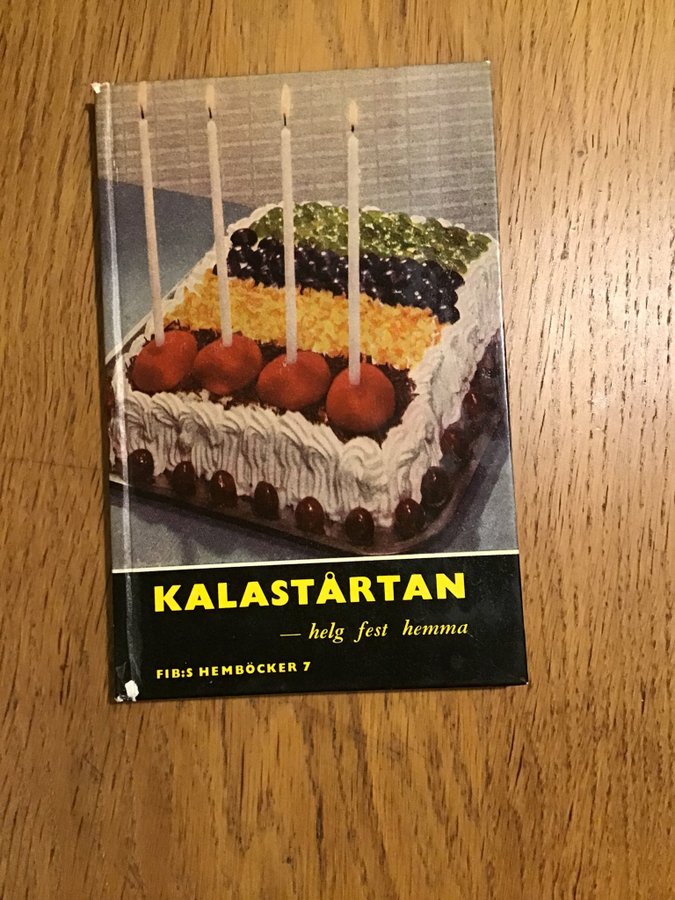 KALASTÅRTAN
— helg fest hemma
FIB:S HEMBÖCKER 7